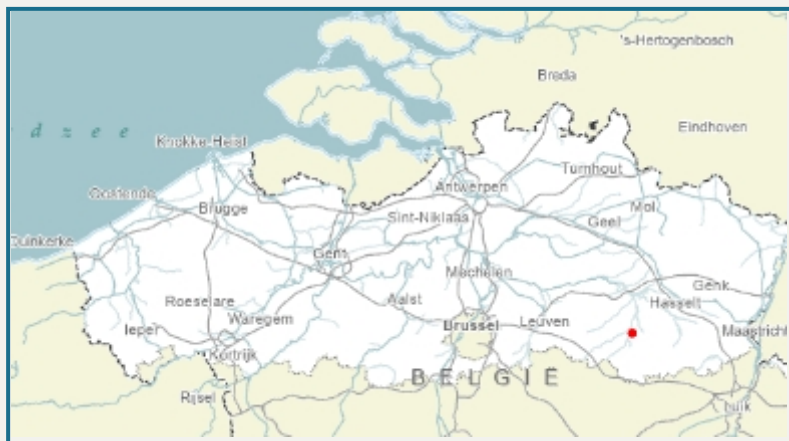 's-Hertogenbosch
Breda
Eindhoven
d z e e
Knokke-Heist
Turnhout
Antwerpen
Oostende
Brugge
Sint-Niklaas
Geel
Mol
Duinkerke
Gent
Mechelen
Genk
Roeselare
Aalst
Hasselt
Ieper
Waregem
Brussel
Leuven
Maastricht
Kortrijk
BELGIË
Rijsel
Luik